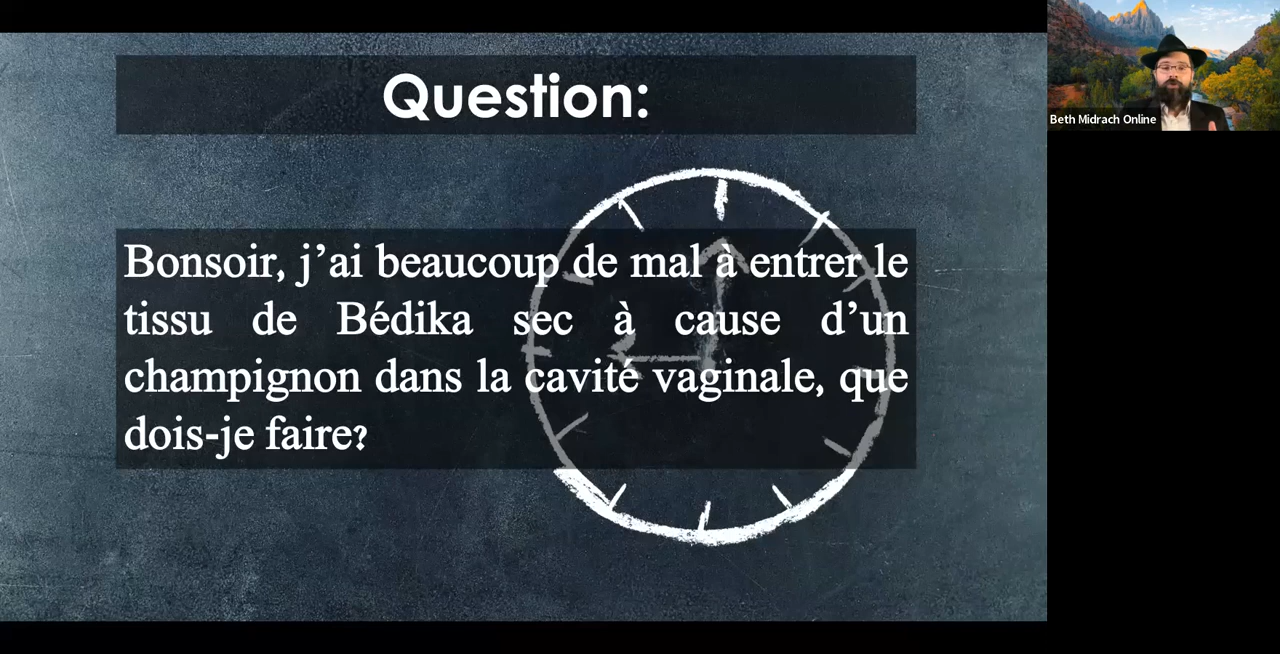 Question:
Beth Midrach Online
Bonsoir, j’ai beaucoup de mal à entrer le
tissu de Bédika sec à cause d’un
champignon dans la cavité vaginale, que
dois-je faire?